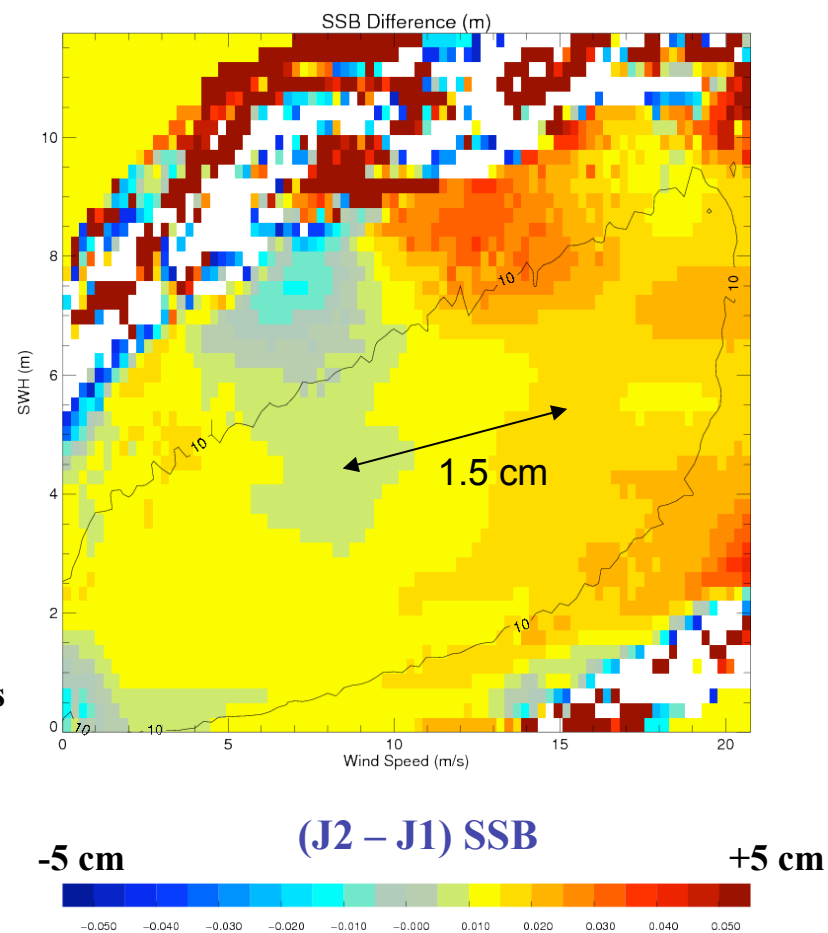 SSB Difference (m)
10
8
6
4
2
0
SWH (m)
10
10
10
10
10
10
1.5 cm
s
0 5 10 15 20
Wind Speed (m/s)
(J2 – J1) SSB
-5 cm +5 cm
-0.050 -0.040 -0.030 -0.020 -0.010 -0.000 0.010 0.020 0.030 0.040 0.050